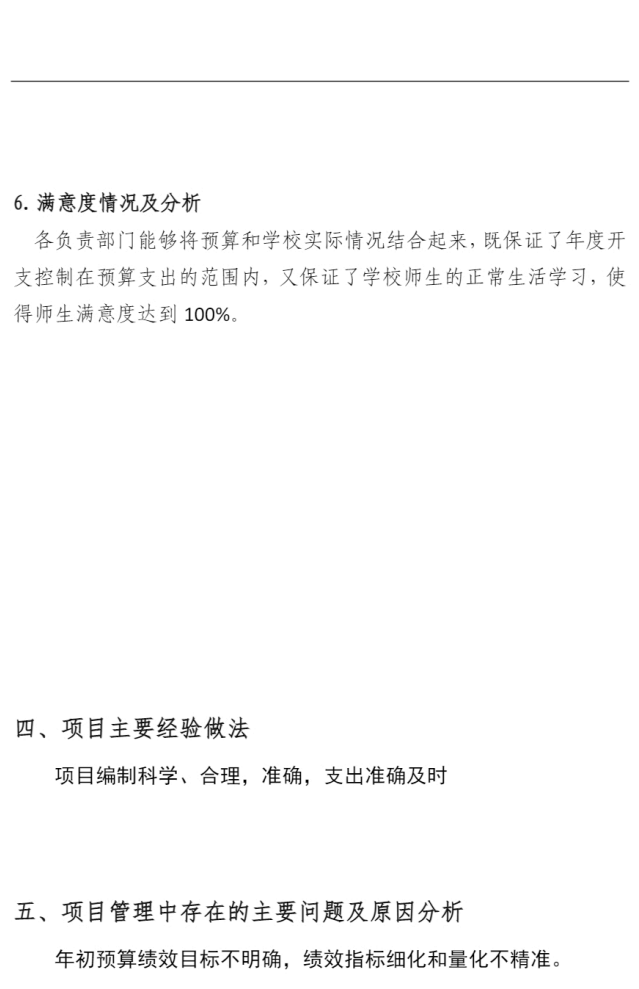 6. 满意度情况及分析
各负责部门能够将预算和学校实际情况结合起来，既保证了年度开
支控制在预算支出的范围内，又保证了学校师生的正常生活学习，使
得师生满意度达到 100%。
四、项目主要经验做法
项目编制科学、合理，准确，支出准确及时
五、项目管理中存在的主要问题及原因分析
年初预算绩效目标不明确，绩效指标细化和量化不精准。